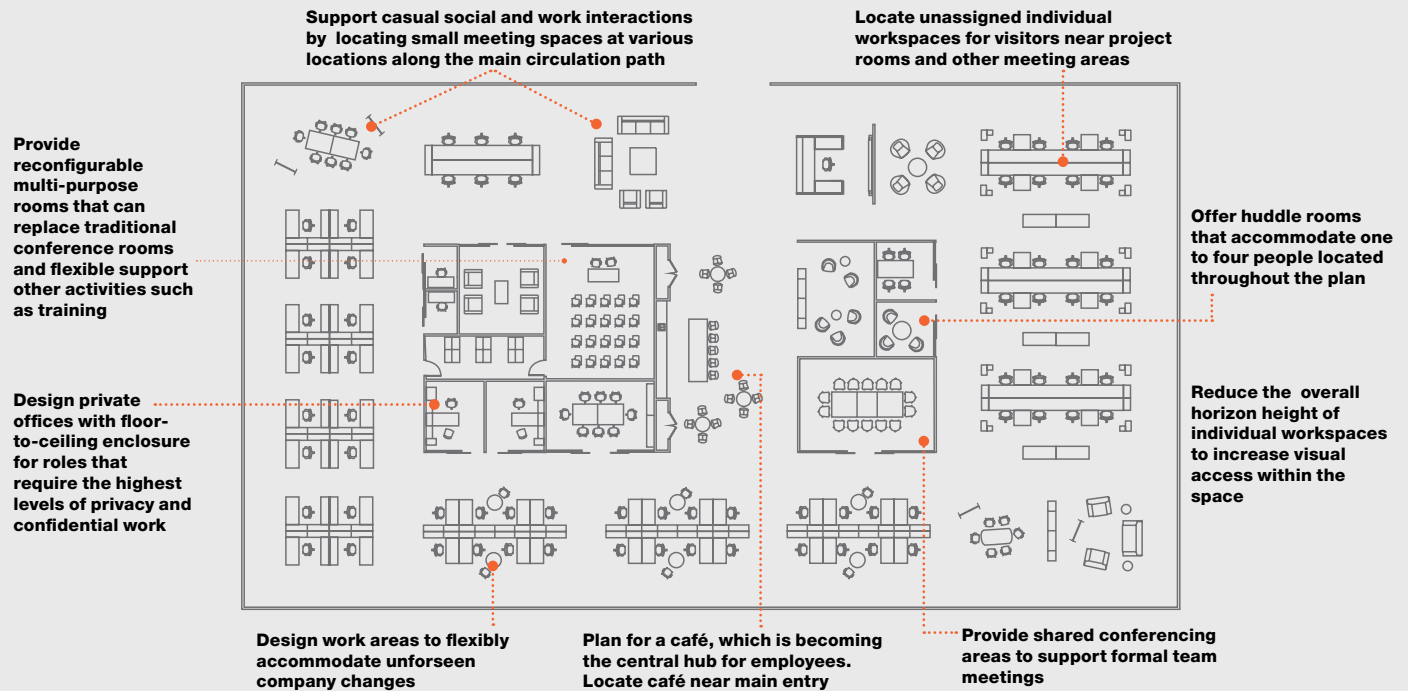 Support casual social and work interactions
by locating small meeting spaces at various
locations along the main circulation path
Locate unassigned individual
workspaces for visitors near project
rooms and other meeting areas
Provide
reconfigurable
multi-purpose
rooms that can
replace traditional
conference rooms
and flexible support
other activities such
as training
Offer huddle rooms
that accommodate one
to four people located
throughout the plan
Design private
offices with floor-
to-ceiling enclosure
for roles that
require the highest
levels of privacy and
confidential work
Reduce the overall
horizon height of
individual workspaces
to increase visual
access within the
space
Design work areas to flexibly
accommodate unforseen
company changes
Plan for a café, which is becoming
the central hub for employees.
Locate café near main entry
Provide shared conferencing
areas to support formal team
meetings